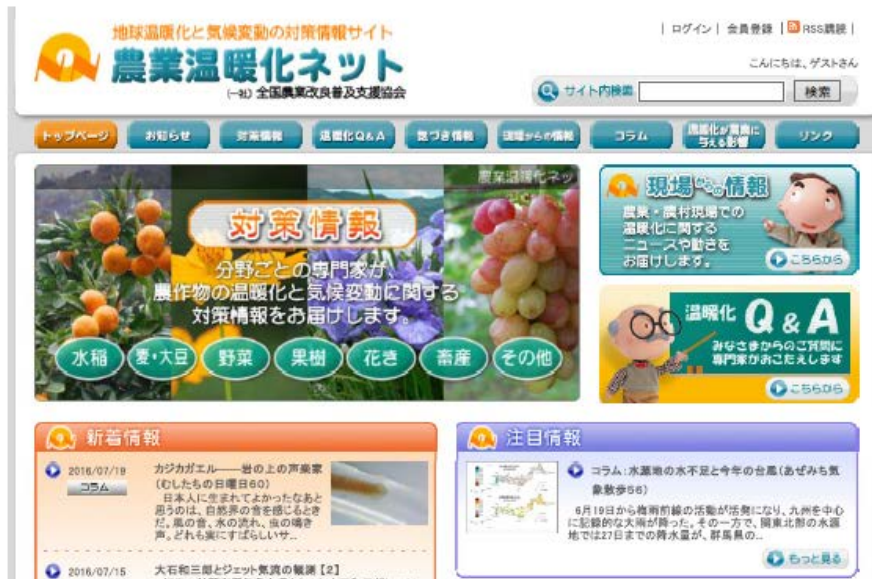 地球温暖化と気候変動の対策情報サイト
農業温暖化ネット
(一社) 全国農業改良普及支援協会
| ログイン | 会員登録 | RSS購読 |
こんにちは、ゲストさん
サイト内検索 検索
トップページ お知らせ 対策情報 温暖化Q&A 気づき情報 現場からの情報 コラム 温暖化が農業に与える影響 リンク
農業温暖化ネッ
対策情報
分野ごとの専門家が、
農作物の温暖化と気候変動に関する
対策情報をお届けします。
水稲 麦・大豆 野菜 果樹 花き 畜産 その他
現場からの情報
農業・農村現場での
温暖化に関する
ニュースや動きを
お届けします。
こちらから
温暖化 Q & A
みなさまからのご質問に
専門家がおこたえします
こちらから
新着情報
2016/07/19
コラム
カジカガエル――岩の上の声楽家
(むしたちの日曜日60)
日本人に生まれてよかったなあと
思うのは、自然界の音を感じるとき
だ。風の音、水の流れ、虫の鳴き
声。どれも実にすばらしいサ...
2016/07/15
大石和三郎とジェット気流の観測【2】
注目情報
コラム:水源地の水不足と今年の台風(あぜみち気
象散歩56)
6月19日から梅雨前線の活動が活発になり、九州を中心
に記録的な大雨が降った。その一方で、関東北部の水源
地では27日までの降水量が、群馬県の...
もっと見る